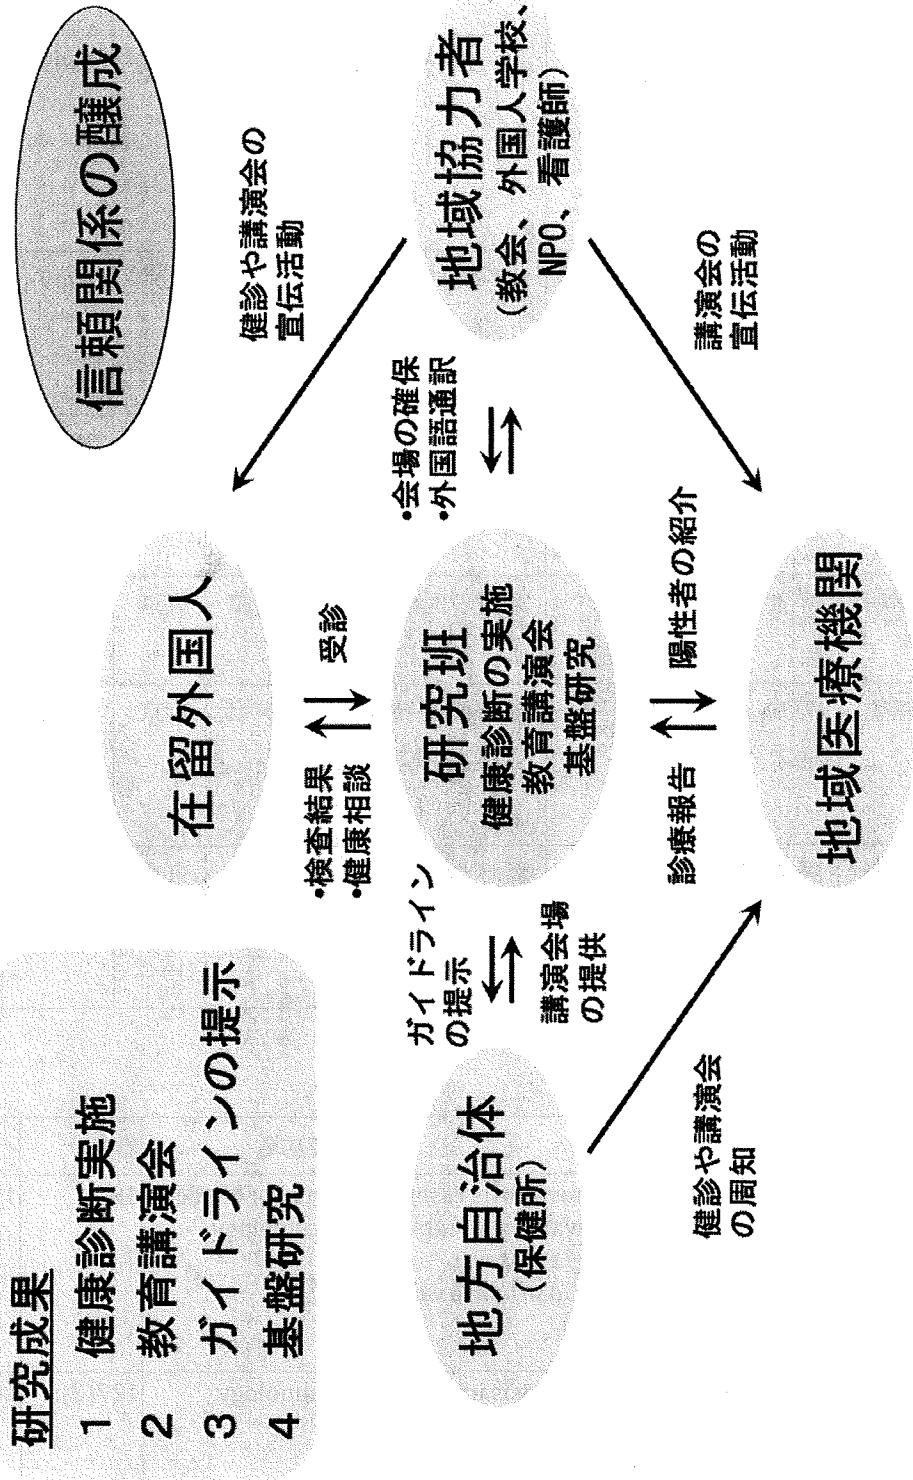 研究成果
1 健康診断実施
2 教育講演会
3 ガイドラインの提示
4 基盤研究
信頼関係の醸成
在留外国人
健診や講演会の
宣伝活動
・検査結果
・健康相談
受診
地方自治体
(保健所)
ガイドライン
の提示
講演会場
の提供
研究班
健康診断の実施
教育講演会
基盤研究
・会場の確保
・外国語通訳
地域協力者
(教会、外国人学校、
NPO、看護師)
診療報告
陽性者の紹介
健診や講演会
の周知
講演会の
宣伝活動
地域医療機関